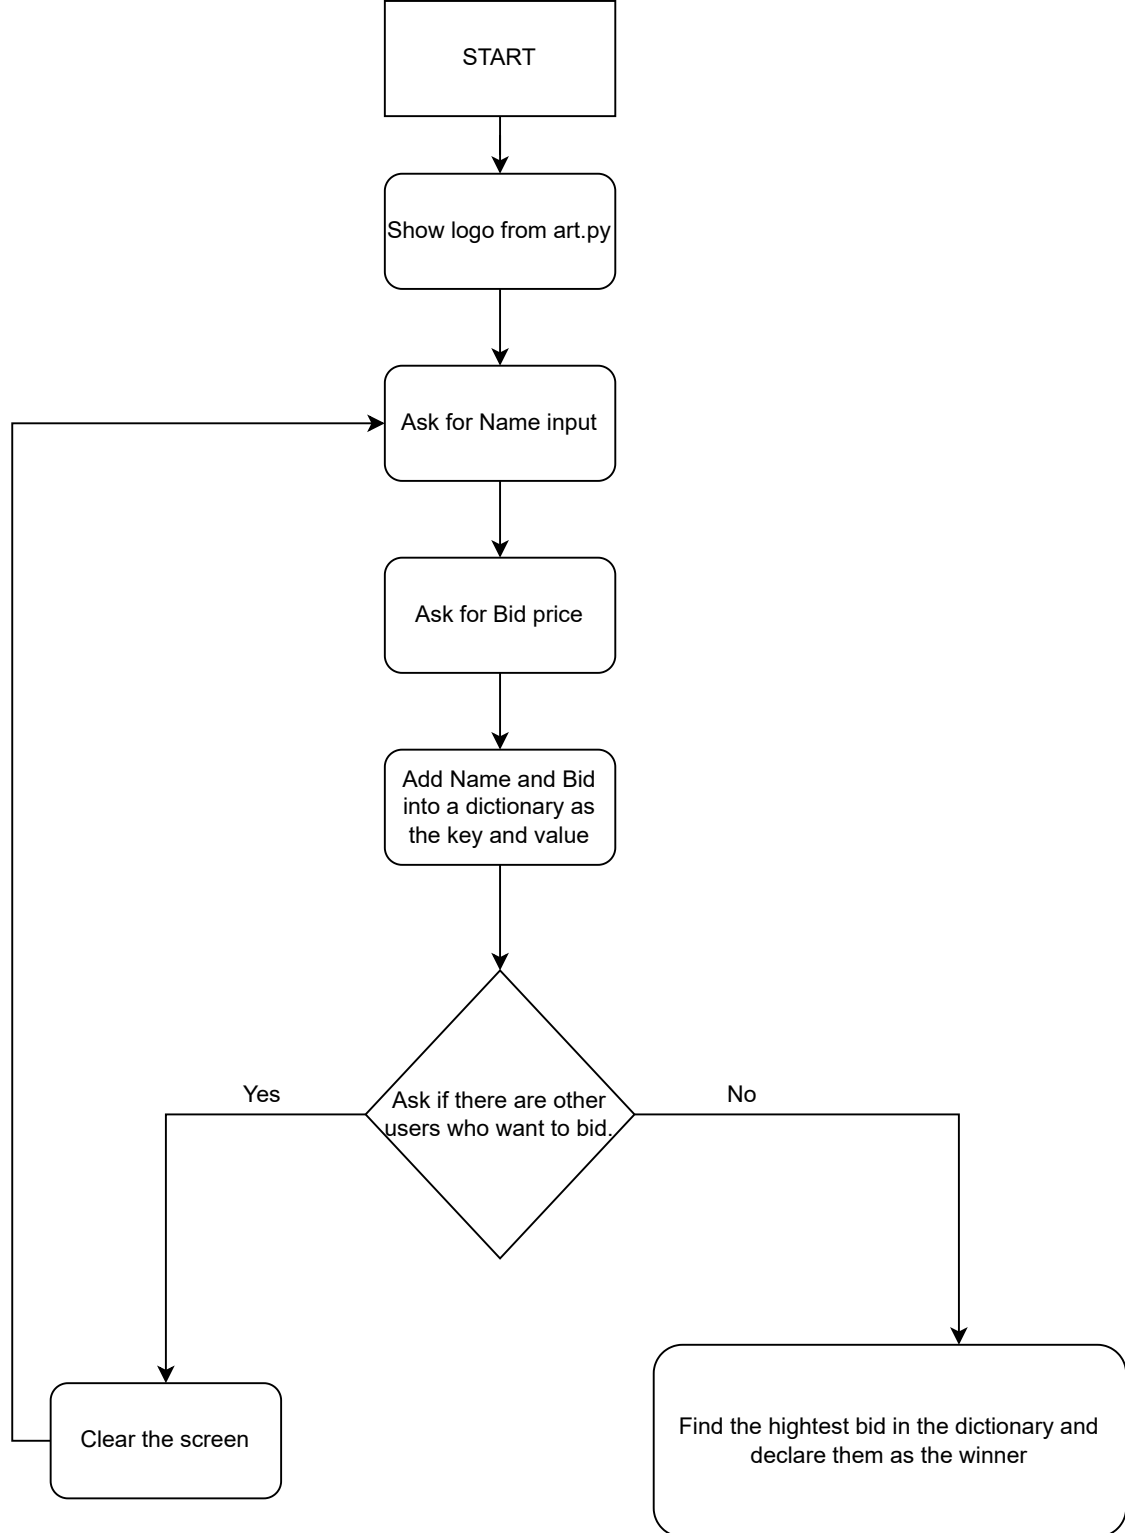 START
Show logo from art.py
Ask for Name input
Ask for Bid price
Add Name and Bid
into a dictionary as
the key and value
Yes
No
Ask if there are other
users who want to bid.
Clear the screen
Find the hightest bid in the dictionary and
declare them as the winner